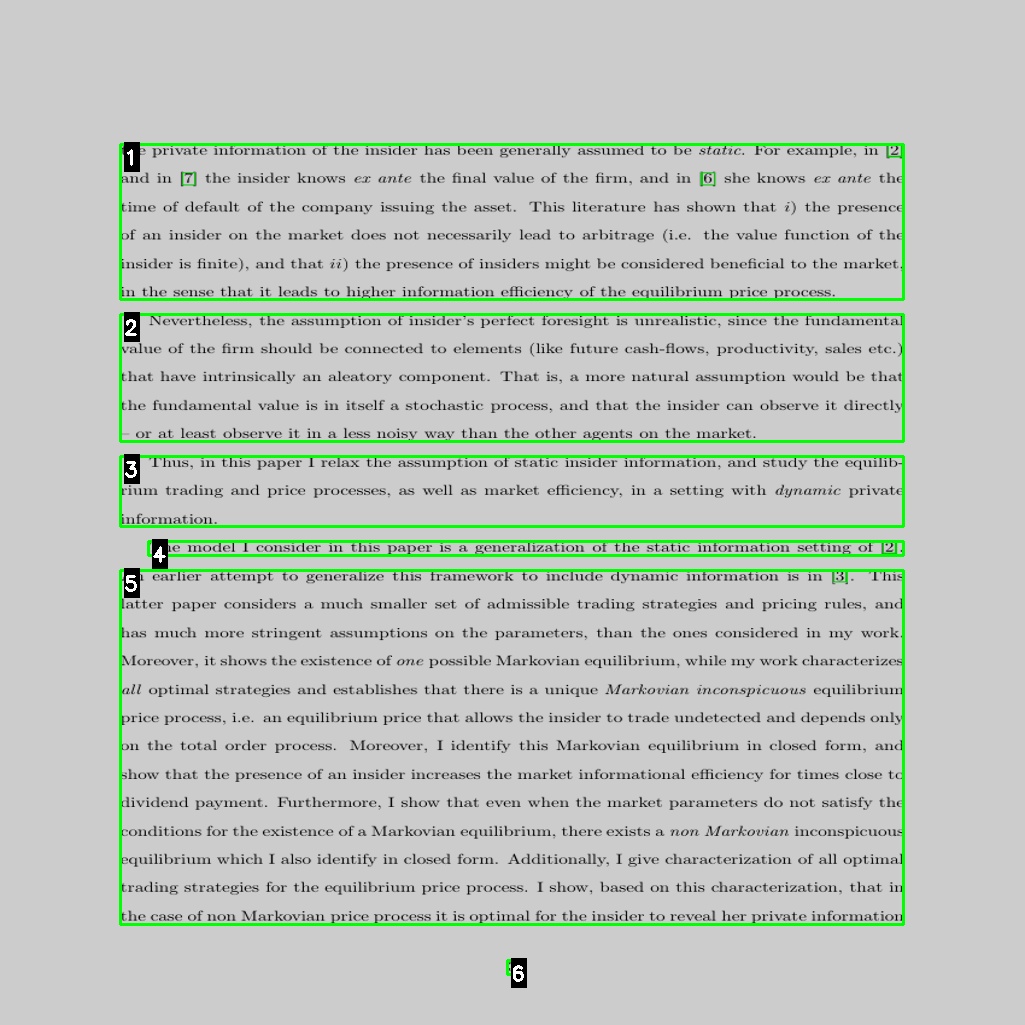 private information of the insider has been generally assumed to be static. For example, in [2]
and in [7] the insider knows ex ante the final value of the firm, and in [6] she knows ex ante the
time of default of the company issuing the asset. This literature has shown that i) the presence
of an insider on the market does not necessarily lead to arbitrage (i.e. the value function of the
insider is finite), and that ii) the presence of insiders might be considered beneficial to the market,
in the sense that it leads to higher information efficiency of the equilibrium price process.
Nevertheless, the assumption of insider's perfect foresight is unrealistic, since the fundamental
value of the firm should be connected to elements (like future cash-flows, productivity, sales etc.)
that have intrinsically an aleatory component. That is, a more natural assumption would be that
the fundamental value is in itself a stochastic process, and that the insider can observe it directly
– or at least observe it in a less noisy way than the other agents on the market.
Thus, in this paper I relax the assumption of static insider information, and study the equilib-
rium trading and price processes, as well as market efficiency, in a setting with dynamic private
information.
The model I consider in this paper is a generalization of the static information setting of [2].
An earlier attempt to generalize this framework to include dynamic information is in [3]. This
latter paper considers a much smaller set of admissible trading strategies and pricing rules, and
has much more stringent assumptions on the parameters, than the ones considered in my work.
Moreover, it shows the existence of one possible Markovian equilibrium, while my work characterizes
all optimal strategies and establishes that there is a unique Markovian inconspicuous equilibrium
price process, i.e. an equilibrium price that allows the insider to trade undetected and depends only
on the total order process. Moreover, I identify this Markovian equilibrium in closed form, and
show that the presence of an insider increases the market informational efficiency for times close to
dividend payment. Furthermore, I show that even when the market parameters do not satisfy the
conditions for the existence of a Markovian equilibrium, there exists a non Markovian inconspicuous
equilibrium which I also identify in closed form. Additionally, I give characterization of all optimal
trading strategies for the equilibrium price process. I show, based on this characterization, that in
the case of non Markovian price process it is optimal for the insider to reveal her private information
1
2
3
4
5
6